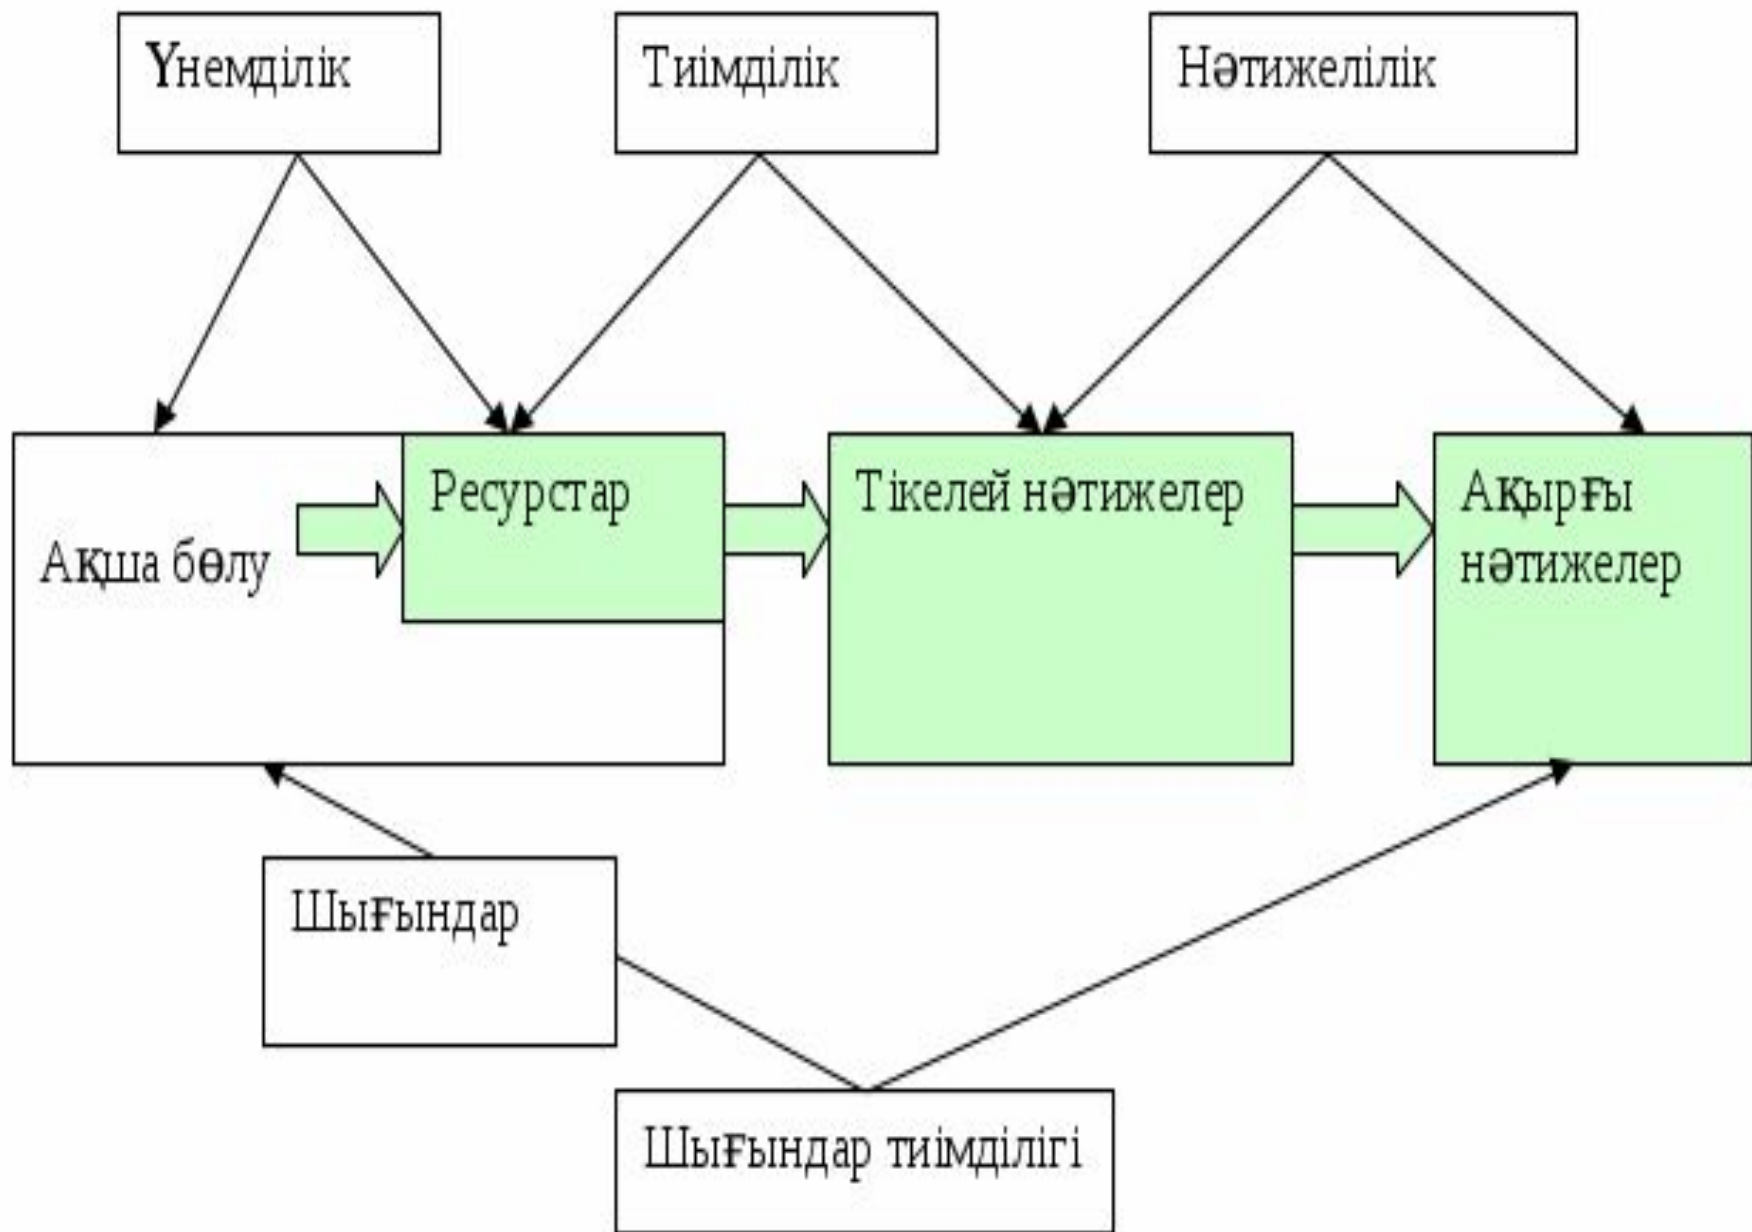 Үнемділік
Тиімділік
Нәтижелілік
Ақша бөлу
Ресурстар
Тікелей нәтижелер
Ақырғы
нәтижелер
Шығындар
Шығындар тиімділігі